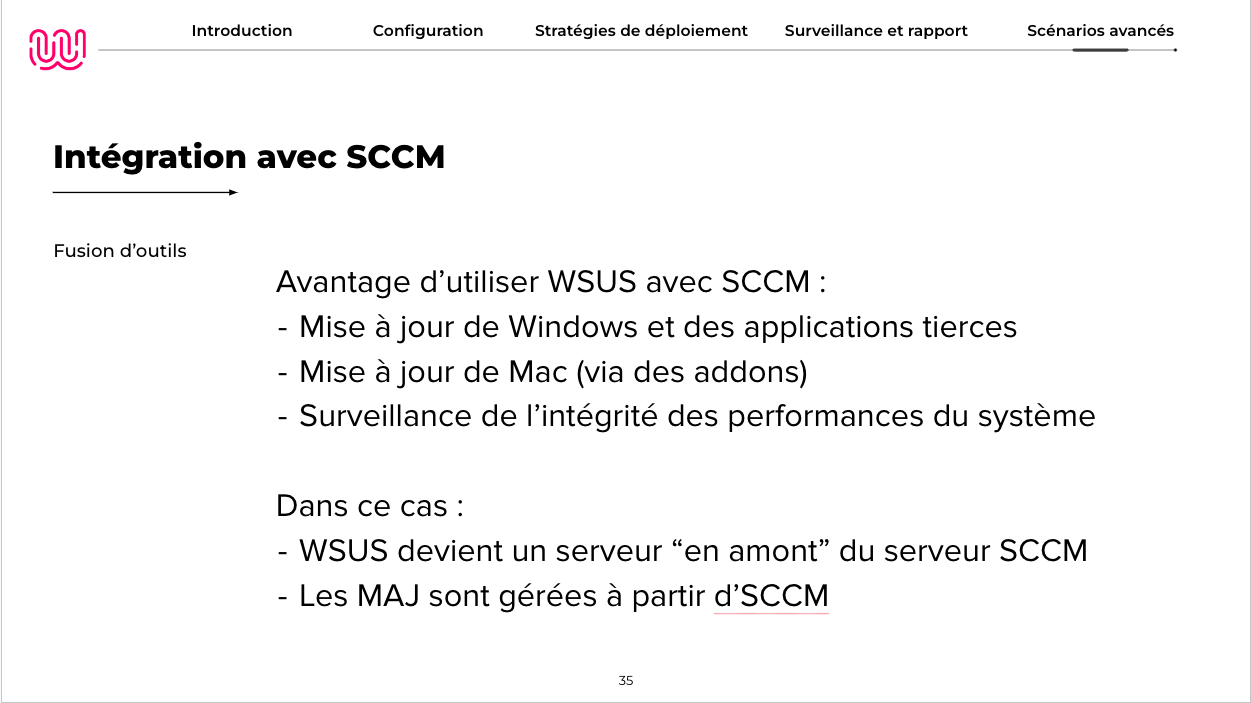 Introduction
Configuration
Stratégies de déploiement
Surveillance et rapport
Scénarios avancés
Intégration avec SCCM
Fusion d’outils
Avantage d’utiliser WSUS avec SCCM :
- Mise à jour de Windows et des applications tierces
- Mise à jour de Mac (via des addons)
- Surveillance de l’intégrité des performances du système
Dans ce cas :
- WSUS devient un serveur “en amont” du serveur SCCM
- Les MAJ sont gérées à partir d’SCCM
35